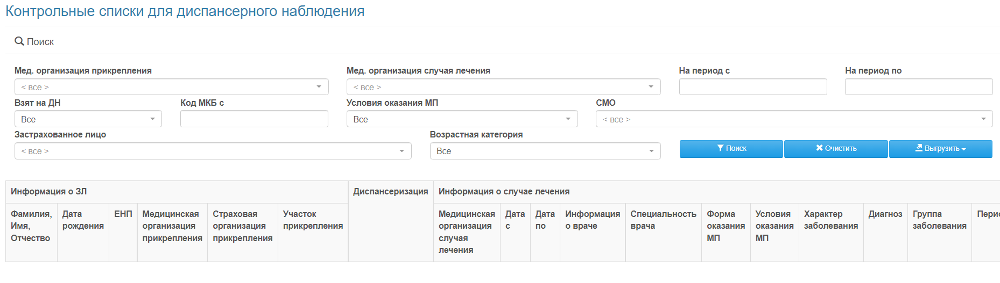 Контрольные списки для диспансерного наблюдения
Поиск
Мед. организация прикрепления
Мед. организация случая лечения
На период с
На период по
< все >
< все >
Взят на ДН
Код МКБ с
Условия оказания МП
СМО
Все
Все
< все >
Застрахованное лицо
Возрастная категория
< все >
Все
Поиск
Очистить
Выгрузить
Информация о ЗЛ
Диспансеризация
Информация о случае лечения
Фамилия,
Имя,
Отчество
Дата
рождения
ЕНП
Медицинская
организация
прикрепления
Страховая
организация
прикрепления
Участок
прикрепления
Медицинская
организация
случая
лечения
Дата
с
Дата
по
Информация
о враче
Специальность
врача
Форма
оказания
МП
Условия
оказания
МП
Характер
заболевания
Диагноз
Группа
заболевания